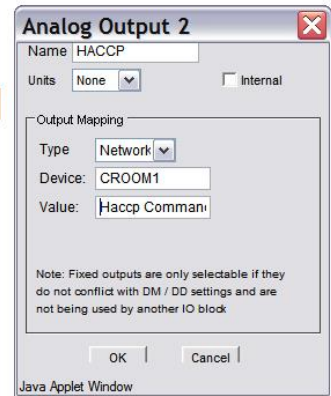 Analog Output 2
Name HACCP
Units None Internal
Output Mapping
Type Network
Device: CROOM1
Value: Haccp Comman
Note: Fixed outputs are only selectable if they
do not conflict with DM / DD settings and are
not being used by another IO block
OK Cancel
Java Applet Window